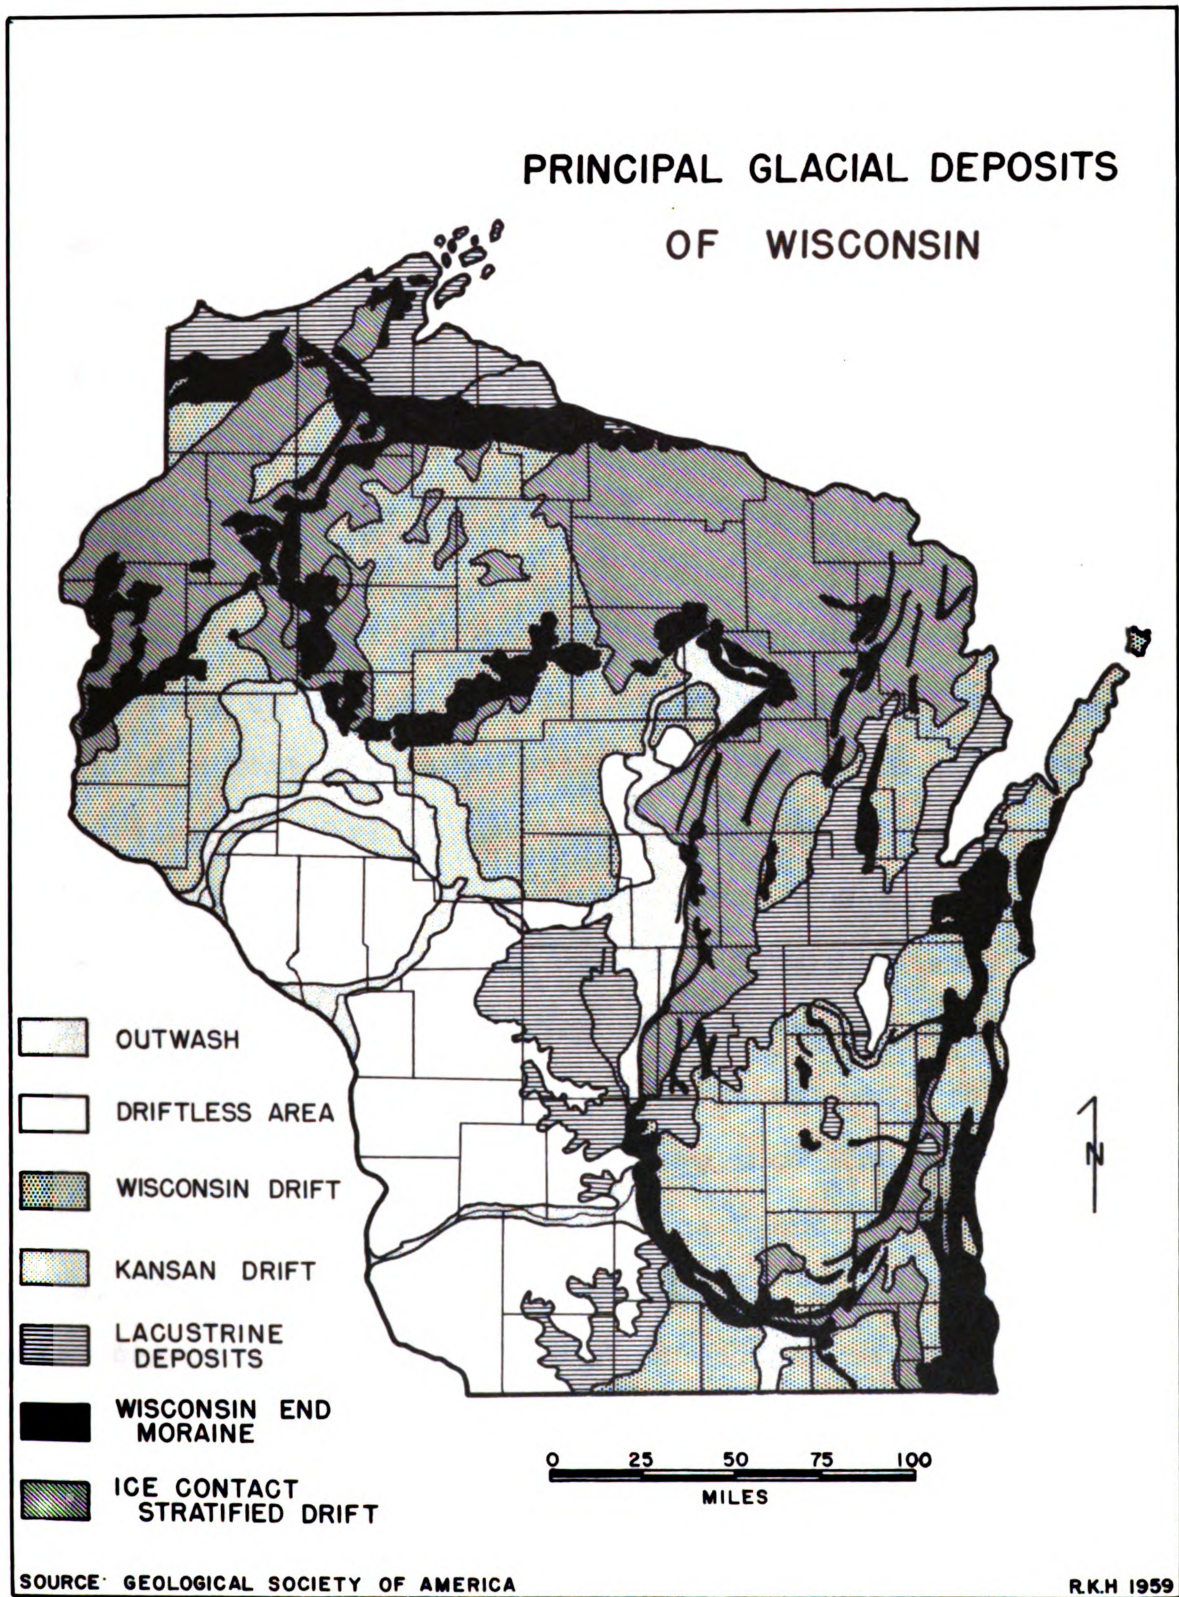 PRINCIPAL GLACIAL DEPOSITS
OF WISCONSIN
OUTWASH
DRIFTLESS AREA
WISCONSIN DRIFT
KANSAN DRIFT
LACUSTRINE
DEPOSITS
WISCONSIN END
MORAINE
ICE CONTACT
STRATIFIED DRIFT
N
0 25 50 75 100
MILES
SOURCE: GEOLOGICAL SOCIETY OF AMERICA
R.K.H 1959